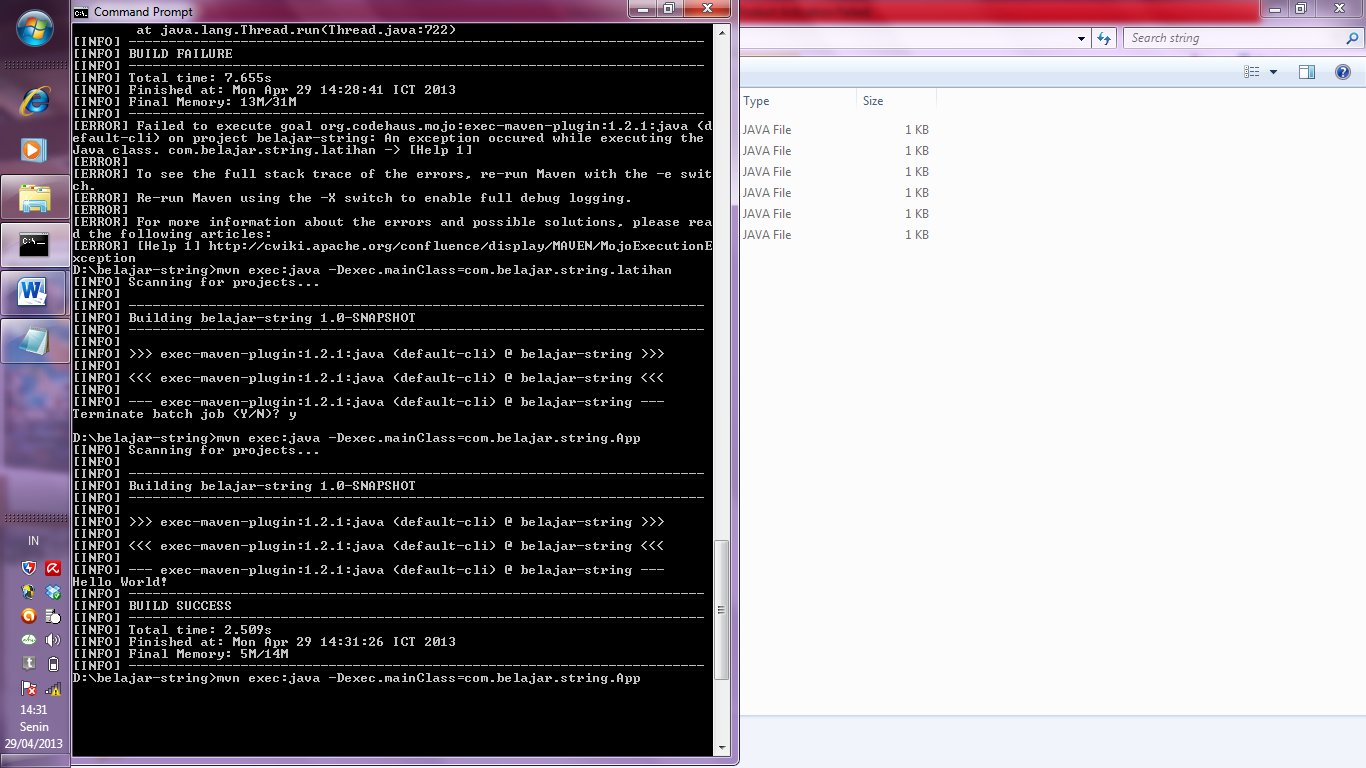 Command Prompt
at java.lang.Thread.run(Thread.java:722)
[INFO] ------------------------------------------------------------------------
[INFO] BUILD FAILURE
[INFO] ------------------------------------------------------------------------
[INFO] Total time: 7.655s
[INFO] Finished at: Mon Apr 29 14:28:41 ICT 2013
[INFO] Final Memory: 13M/31M
[INFO] ------------------------------------------------------------------------
[ERROR] Failed to execute goal org.codehaus.mojo:exec-maven-plugin:1.2.1:java (d
efault-cli) on project belajar-string: An exception occured while executing the
Java class. com.belajar.string.latihan -> [Help 1]
[ERROR]
[ERROR] To see the full stack trace of the errors, re-run Maven with the -e swit
ch.
[ERROR] Re-run Maven using the -X switch to enable full debug logging.
[ERROR]
[ERROR] For more information about the errors and possible solutions, please rea
d the following articles:
[ERROR] [Help 1] http://cwiki.apache.org/confluence/display/MAVEN/MojoExecutionE
xception
D:\belajar-string>mvn exec:java -Dexec.mainClass=com.belajar.string.latihan
[INFO] Scanning for projects...
[INFO]
[INFO] ------------------------------------------------------------------------
[INFO] Building belajar-string 1.0-SNAPSHOT
[INFO] ------------------------------------------------------------------------
[INFO]
[INFO] >>> exec-maven-plugin:1.2.1:java (default-cli) @ belajar-string >>>
[INFO]
[INFO] <<< exec-maven-plugin:1.2.1:java (default-cli) @ belajar-string <<<
[INFO]
[INFO] --- exec-maven-plugin:1.2.1:java (default-cli) @ belajar-string ---
Terminate batch job (Y/N)? y
D:\belajar-string>mvn exec:java -Dexec.mainClass=com.belajar.string.App
[INFO] Scanning for projects...
[INFO]
[INFO] ------------------------------------------------------------------------
[INFO] Building belajar-string 1.0-SNAPSHOT
[INFO] ------------------------------------------------------------------------
[INFO]
[INFO] >>> exec-maven-plugin:1.2.1:java (default-cli) @ belajar-string >>>
[INFO]
[INFO] <<< exec-maven-plugin:1.2.1:java (default-cli) @ belajar-string <<<
[INFO]
[INFO] --- exec-maven-plugin:1.2.1:java (default-cli) @ belajar-string ---
Hello World!
[INFO] ------------------------------------------------------------------------
[INFO] BUILD SUCCESS
[INFO] ------------------------------------------------------------------------
[INFO] Total time: 2.509s
[INFO] Finished at: Mon Apr 29 14:31:26 ICT 2013
[INFO] Final Memory: 5M/14M
[INFO] ------------------------------------------------------------------------
D:\belajar-string>mvn exec:java -Dexec.mainClass=com.belajar.string.App
Search string
Type Size
JAVA File 1 KB
JAVA File 1 KB
JAVA File 1 KB
JAVA File 1 KB
JAVA File 1 KB
JAVA File 1 KB
IN
14:31
Senin
29/04/2013